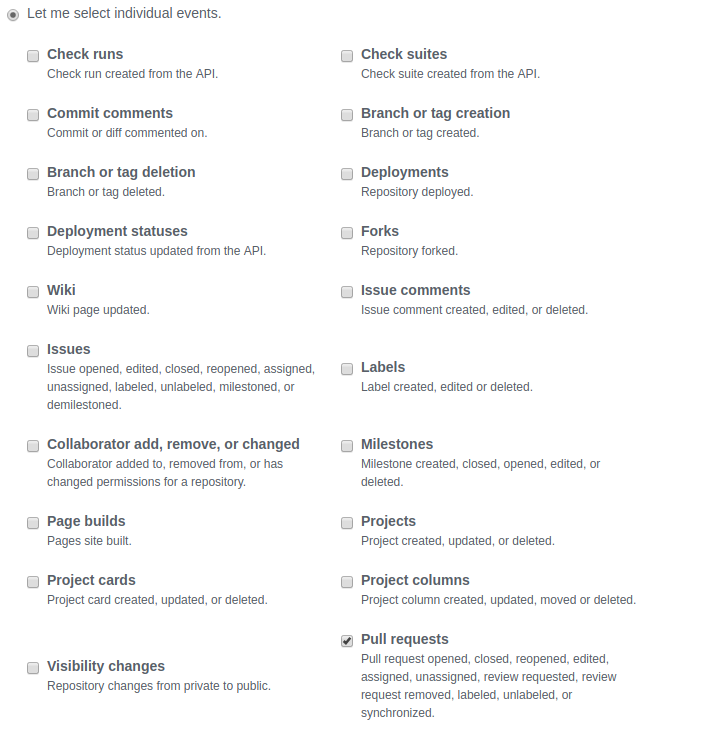 Let me select individual events.
Check runs
Check run created from the API.
Check suites
Check suite created from the API.
Commit comments
Commit or diff commented on.
Branch or tag creation
Branch or tag created.
Branch or tag deletion
Branch or tag deleted.
Deployments
Repository deployed.
Deployment statuses
Deployment status updated from the API.
Forks
Repository forked.
Wiki
Wiki page updated.
Issue comments
Issue comment created, edited, or deleted.
Issues
Issue opened, edited, closed, reopened, assigned,
unassigned, labeled, unlabeled, milestoned, or
demilestoned.
Labels
Label created, edited or deleted.
Collaborator add, remove, or changed
Collaborator added to, removed from, or has
changed permissions for a repository.
Milestones
Milestone created, closed, opened, edited, or
deleted.
Page builds
Pages site built.
Projects
Project created, updated, or deleted.
Project cards
Project card created, updated, or deleted.
Project columns
Project column created, updated, moved or deleted.
Visibility changes
Repository changes from private to public.
Pull requests
Pull request opened, closed, reopened, edited,
assigned, unassigned, review requested, review
request removed, labeled, unlabeled, or
synchronized.